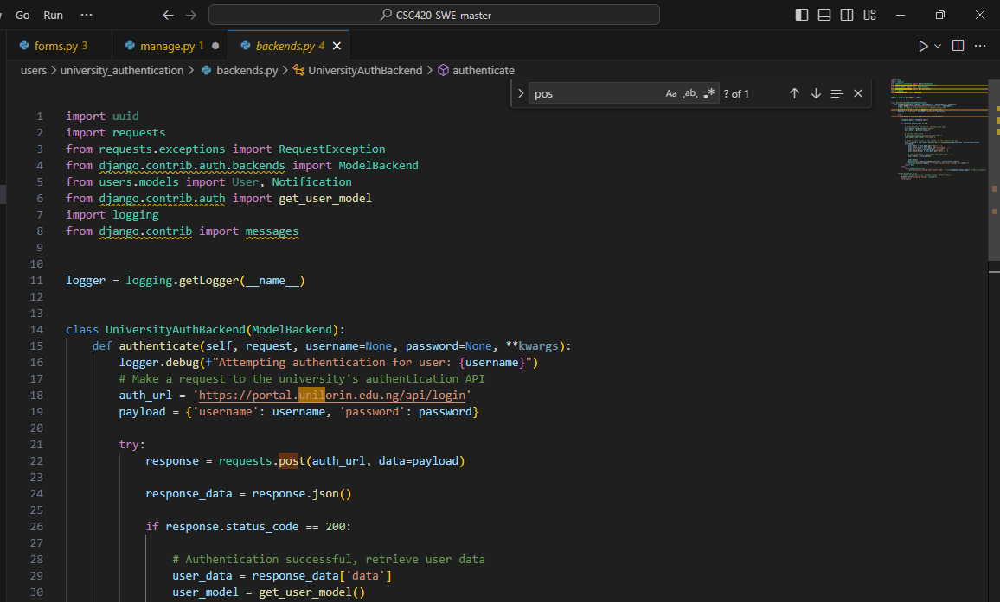 Go Run ··· CSC420-SWE-master
forms.py 3 manage.py 1 backends.py 4
users > university_authentication > backends.py > UniversityAuthBackend > authenticate
pos Aa ab .* ? of 1
1 import uuid
2 import requests
3 from requests.exceptions import RequestException
4 from django.contrib.auth.backends import ModelBackend
5 from users.models import User, Notification
6 from django.contrib.auth import get_user_model
7 import logging
8 from django.contrib import messages
9
10
11 logger = logging.getLogger(__name__)
12
13
14 class UniversityAuthBackend(ModelBackend):
15 def authenticate(self, request, username=None, password=None, **kwargs):
16 logger.debug(f"Attempting authentication for user: {username}")
17 # Make a request to the university's authentication API
18 auth_url = 'https://portal.unilorin.edu.ng/api/login'
19 payload = {'username': username, 'password': password}
20
21 try:
22 response = requests.post(auth_url, data=payload)
23
24 response_data = response.json()
25
26 if response.status_code == 200:
27
28 # Authentication successful, retrieve user data
29 user_data = response_data['data']
30 user_model = get_user_model()